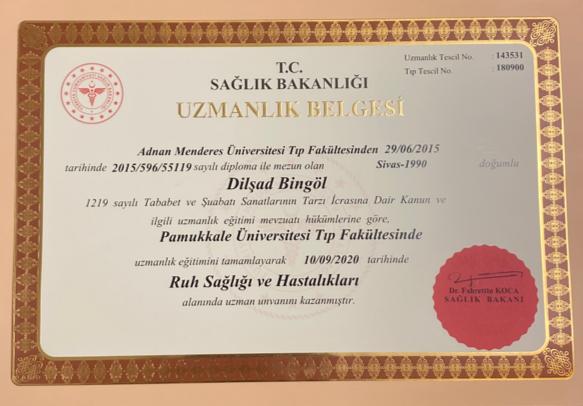 T.C.
SAĞLIK BAKANLIĞI
UZMANLIK BELGESİ
Uzmanlık Tescil No. : 143531
Tıp Tescil No. : 180900
Adnan Menderes Üniversitesi Tıp Fakültesinden 29/06/2015
tarihinde 2015/596/55119 sayılı diploma ile mezun olan Sivas-1990 doğumlu
Dilşad Bingöl
1219 sayılı Tababet ve Şuabatı Sanatlarının Tarzı İcrasına Dair Kanun ve
ilgili uzmanlık eğitimi mevzuatı hükümlerine göre,
Pamukkale Üniversitesi Tıp Fakültesinde
uzmanlık eğitimini tamamlayarak 10/09/2020 tarihinde
Ruh Sağlığı ve Hastalıkları
alanında uzman unvanını kazanmıştır.
Dr. Fahrettin KOCA
SAĞLIK BAKANI